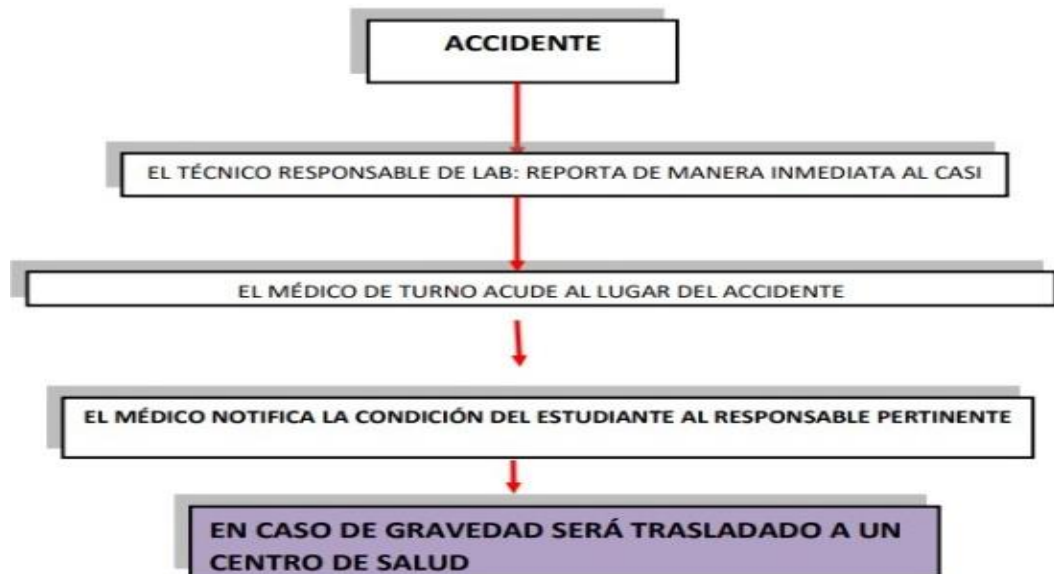 ACCIDENTE
EL TÉCNICO RESPONSABLE DE LAB: REPORTA DE MANERA INMEDIATA AL CASI
EL MÉDICO DE TURNO ACUDE AL LUGAR DEL ACCIDENTE
EL MÉDICO NOTIFICA LA CONDICIÓN DEL ESTUDIANTE AL RESPONSABLE PERTINENTE
EN CASO DE GRAVEDAD SERÁ TRASLADADO A UN
CENTRO DE SALUD